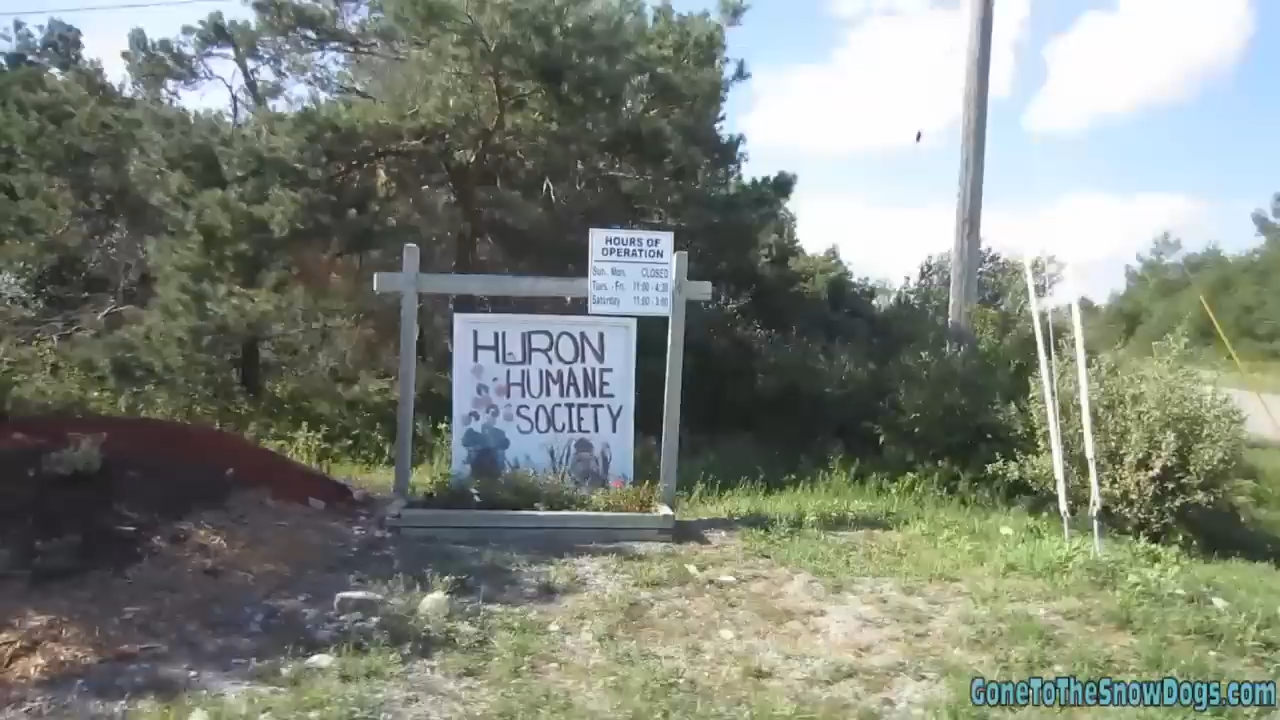 HOURS OF
OPERATION
Sun. Mon. CLOSED
Tues. - Fri. 11:00 - 4:30
Saturday 11:00 - 3:00
HURON
HUMANE
SOCIETY
GoneToTheSnowDogs.com